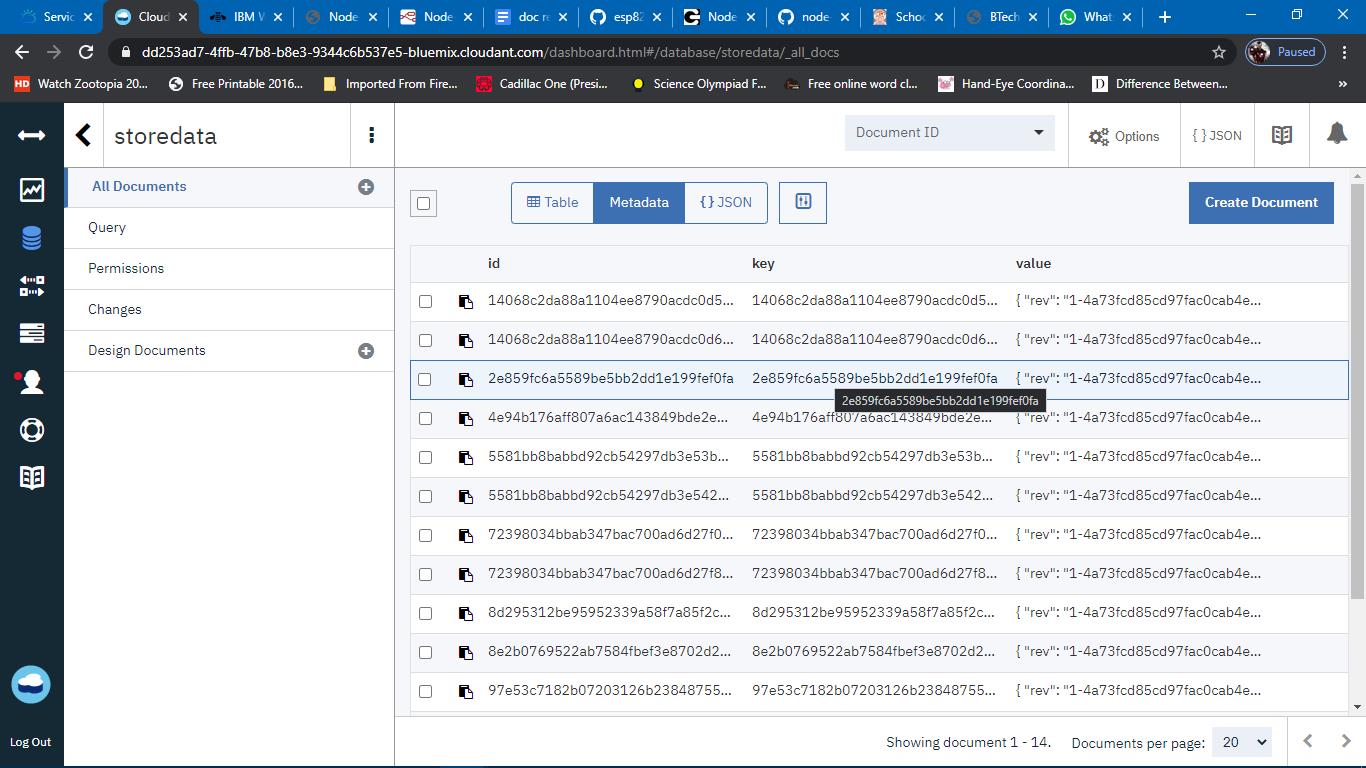 Servic
Cloud
IBM W
Node
Node
doc re
esp82
Node
node-
Schoo
BTech
Whats
dd253ad7-4ffb-47b8-b8e3-9344c6b537e5-bluemix.cloudant.com/dashboard.html#/database/storedata/_all_docs
Paused
HD Watch Zootopia 20...
Free Printable 2016...
Imported From Fire...
Cadillac One (Presi...
Science Olympiad F...
Free online word cl...
Hand-Eye Coordina...
D Difference Between...
»
storedata
Document ID
Options
{ } JSON
All Documents
Query
Permissions
Changes
Design Documents
Table
Metadata
{ } JSON
Create Document
id key value
14068c2da88a1104ee8790acdc0d5... 14068c2da88a1104ee8790acdc0d5... { "rev": "1-4a73fcd85cd97fac0cab4e...
14068c2da88a1104ee8790acdc0d6... 14068c2da88a1104ee8790acdc0d6... { "rev": "1-4a73fcd85cd97fac0cab4e...
2e859fc6a5589be5bb2dd1e199fef0fa 2e859fc6a5589be5bb2dd1e199fef0fa { "rev": "1-4a73fcd85cd97fac0cab4e...
2e859fc6a5589be5bb2dd1e199fef0fa
4e94b176aff807a6ac143849bde2e... 4e94b176aff807a6ac143849bde2e... { "rev": "1-4a73fcd85cd97fac0cab4e...
5581bb8babbd92cb54297db3e53b... 5581bb8babbd92cb54297db3e53b... { "rev": "1-4a73fcd85cd97fac0cab4e...
5581bb8babbd92cb54297db3e542... 5581bb8babbd92cb54297db3e542... { "rev": "1-4a73fcd85cd97fac0cab4e...
72398034bbab347bac700ad6d27f0... 72398034bbab347bac700ad6d27f0... { "rev": "1-4a73fcd85cd97fac0cab4e...
72398034bbab347bac700ad6d27f8... 72398034bbab347bac700ad6d27f8... { "rev": "1-4a73fcd85cd97fac0cab4e...
8d295312be95952339a58f7a85f2c... 8d295312be95952339a58f7a85f2c... { "rev": "1-4a73fcd85cd97fac0cab4e...
8e2b0769522ab7584fbef3e8702d2... 8e2b0769522ab7584fbef3e8702d2... { "rev": "1-4a73fcd85cd97fac0cab4e...
97e53c7182b07203126b23848755... 97e53c7182b07203126b23848755... { "rev": "1-4a73fcd85cd97fac0cab4e...
Log Out
Showing document 1 - 14.
Documents per page: 20